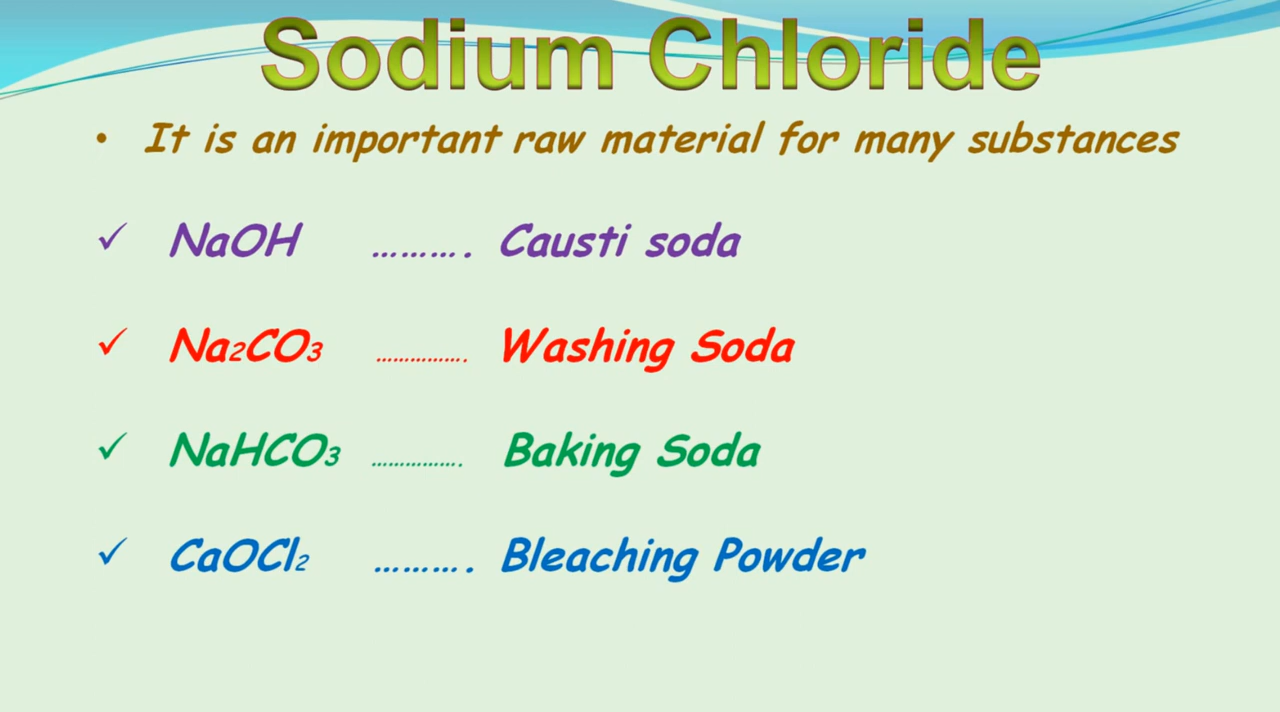 Sodium Chloride
• It is an important raw material for many substances
✓ NaOH ………. Causti soda
✓ Na₂CO₃ ……………. Washing Soda
✓ NaHCO₃ ……………. Baking Soda
✓ CaOCl₂ ………. Bleaching Powder